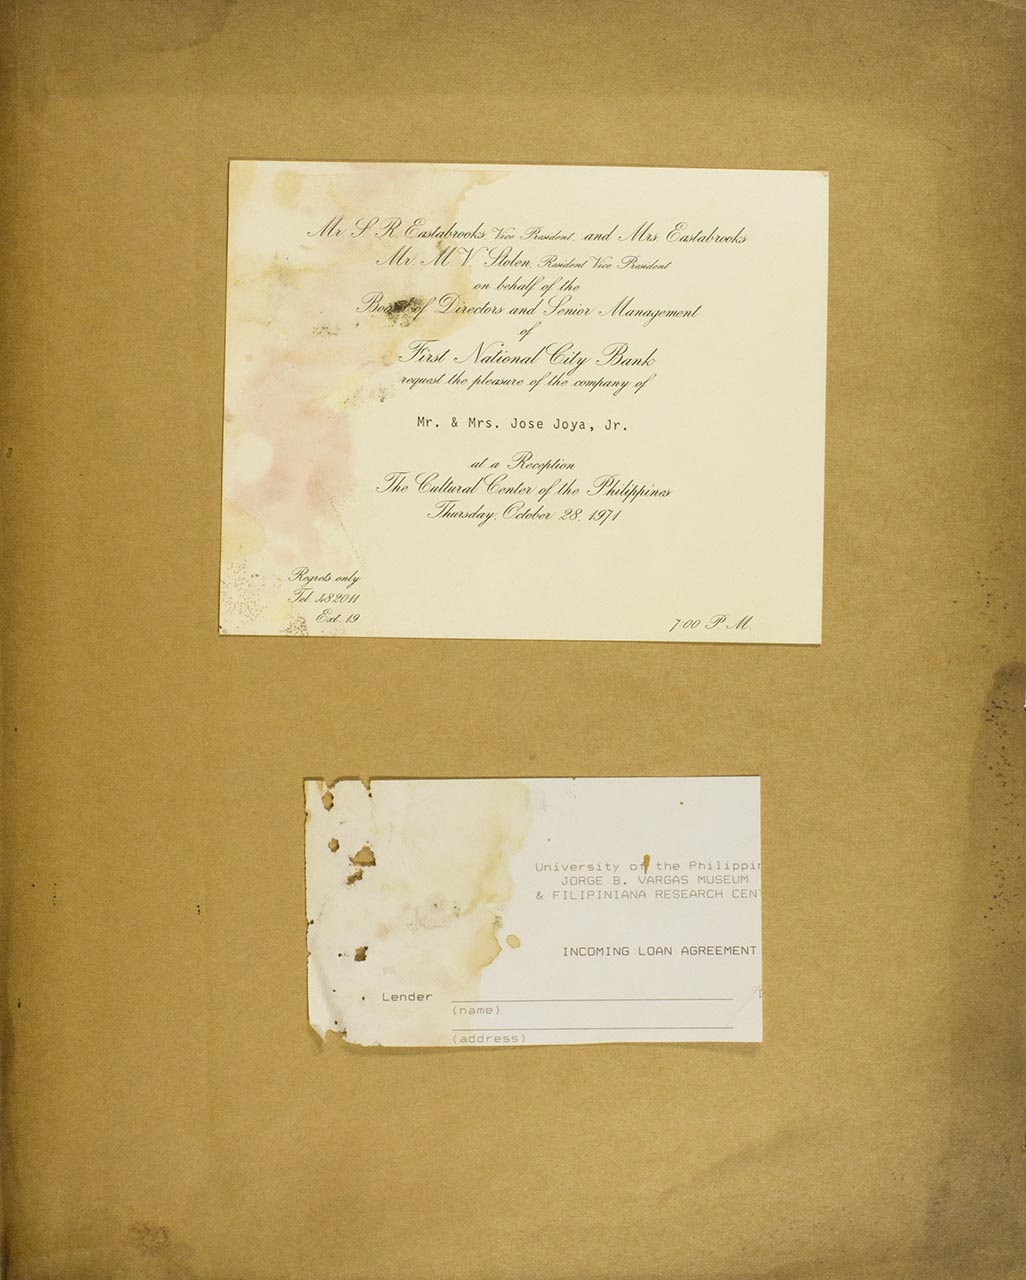 Mr S. R. Eastabrooks, Vice President, and Mrs Eastabrooks
Mr. M V Stolen, Resident Vice President
on behalf of the
Board of Directors and Senior Management
of
First National City Bank
request the pleasure of the company of
Mr. & Mrs. Jose Joya, Jr.
at a Reception
The Cultural Center of the Philippines
Thursday, October 28, 1971
Regrets only
Tel. 482011
Ext. 19
7:00 P. M.
University of the Philippin
JORGE B. VARGAS MUSEUM
& FILIPINIANA RESEARCH CENT
INCOMING LOAN AGREEMENT
Lender
(name)
(address)